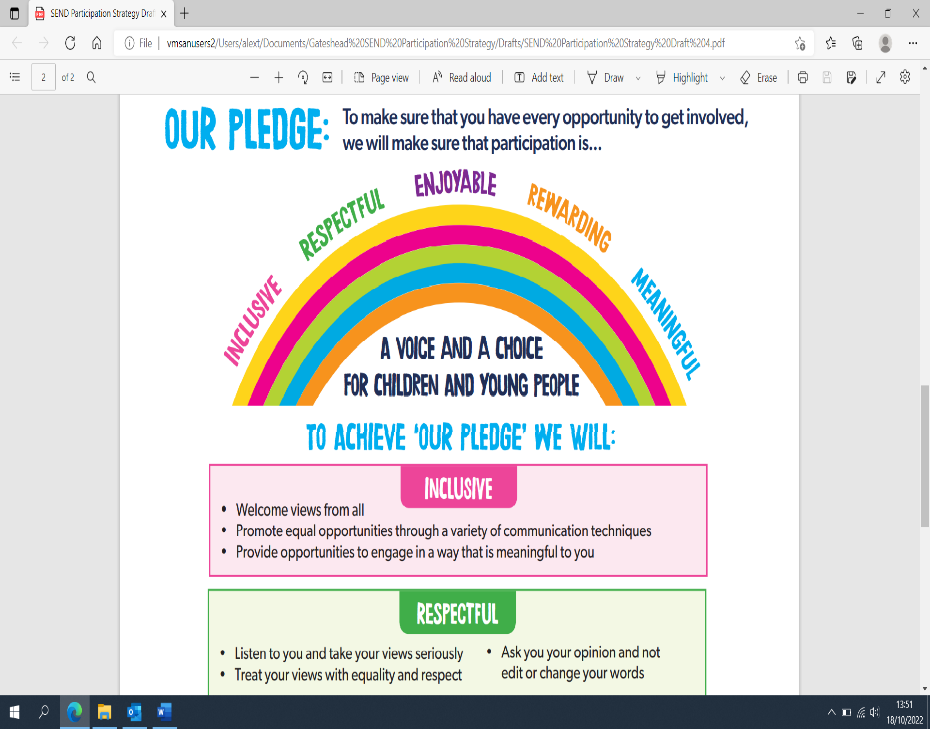 SEND Participation Strategy Draf
File
vmsanusers2/Users/alext/Documents/Gateshead%20SEND%20Participation%20Strategy/Drafts/SEND%20Participation%20Strategy%20Draft%204.pdf
2 of 2
Page view
Read aloud
Add text
Draw
Highlight
Erase
OUR PLEDGE:
To make sure that you have every opportunity to get involved,
we will make sure that participation is...
INCLUSIVE
RESPECTFUL
ENJOYABLE
REWARDING
MEANINGFUL
A VOICE AND A CHOICE
FOR CHILDREN AND YOUNG PEOPLE
TO ACHIEVE 'OUR PLEDGE' WE WILL:
INCLUSIVE
• Welcome views from all
• Promote equal opportunities through a variety of communication techniques
• Provide opportunities to engage in a way that is meaningful to you
RESPECTFUL
• Listen to you and take your views seriously
• Treat your views with equality and respect
• Ask you your opinion and not
edit or change your words
13:51
18/10/2022